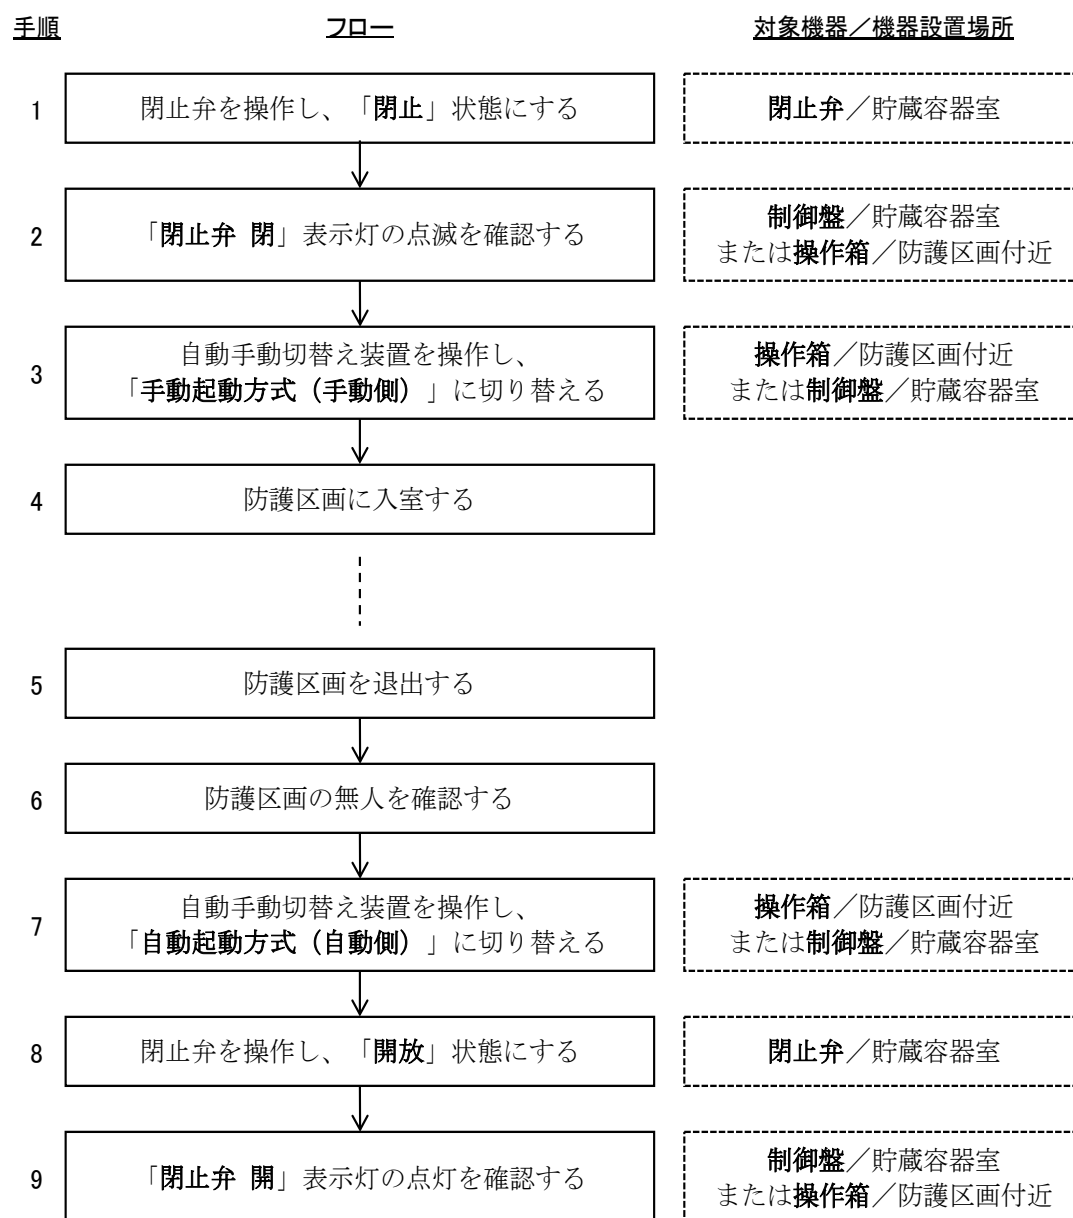 手順 フロー 対象機器／機器設置場所
1 閉止弁を操作し、「閉止」状態にする 閉止弁／貯蔵容器室
2 「閉止弁 閉」表示灯の点滅を確認する 制御盤／貯蔵容器室
または操作箱／防護区画付近
3 自動手動切替え装置を操作し、
「手動起動方式（手動側）」に切り替える 操作箱／防護区画付近
または制御盤／貯蔵容器室
4 防護区画に入室する
5 防護区画を退出する
6 防護区画の無人を確認する
7 自動手動切替え装置を操作し、
「自動起動方式（自動側）」に切り替える 操作箱／防護区画付近
または制御盤／貯蔵容器室
8 閉止弁を操作し、「開放」状態にする 閉止弁／貯蔵容器室
9 「閉止弁 開」表示灯の点灯を確認する 制御盤／貯蔵容器室
または操作箱／防護区画付近